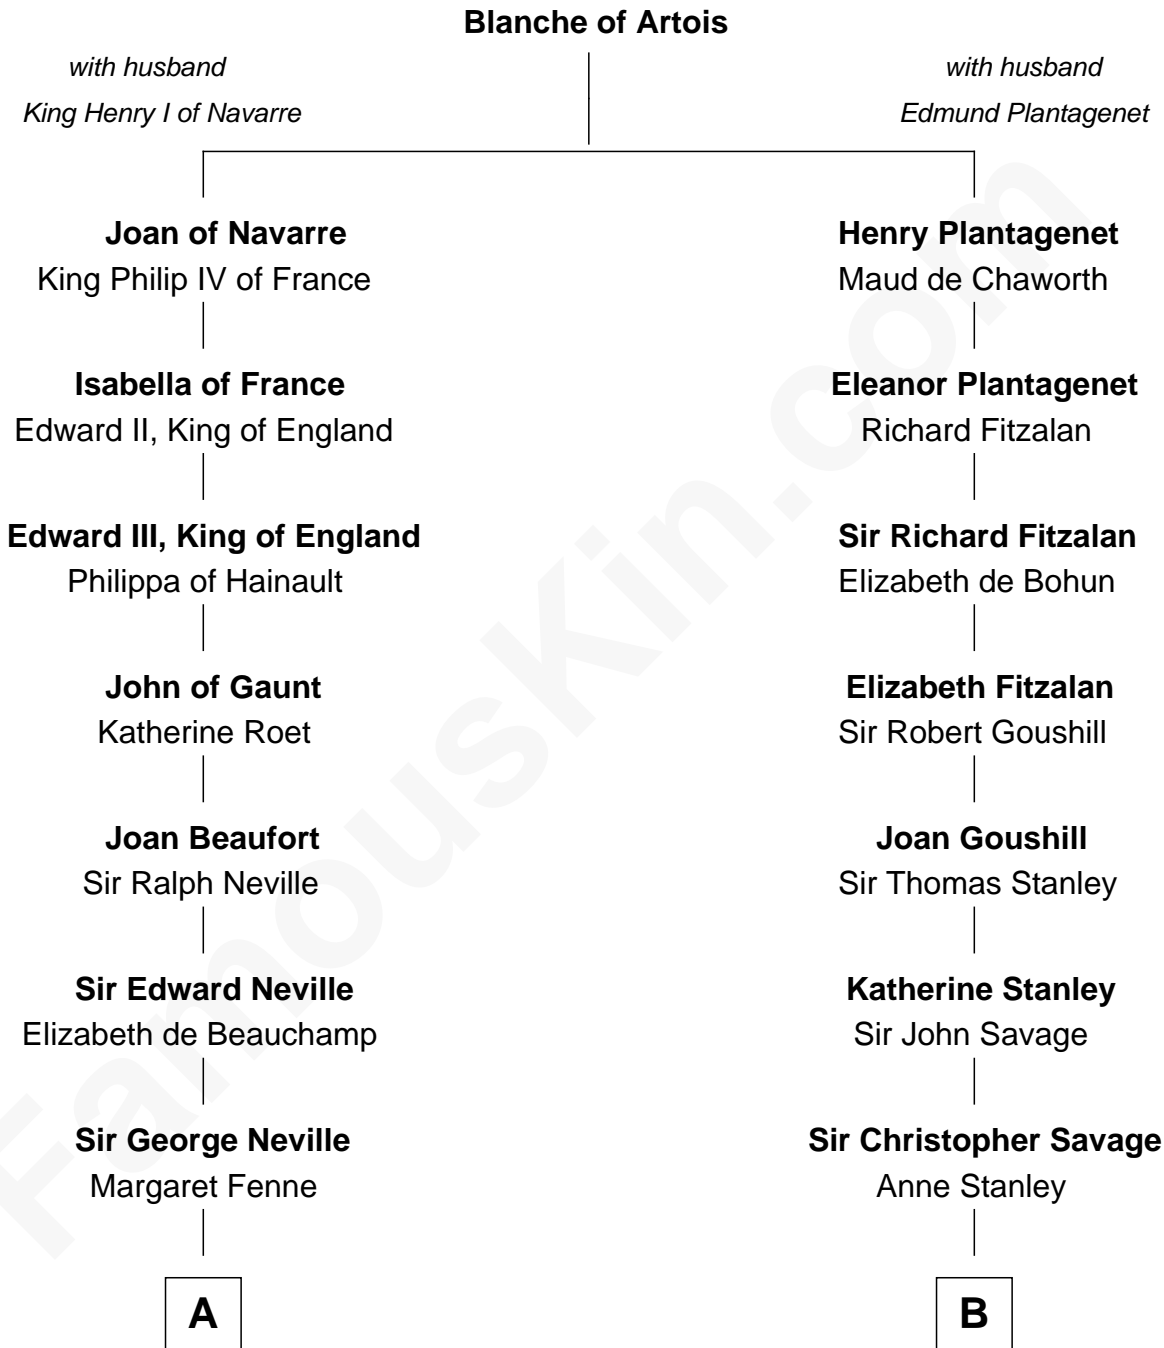 Blanche of Artois
with husband
King Henry I of Navarre
with husband
Edmund Plantagenet
Joan of Navarre
King Philip IV of France
Henry Plantagenet
Maud de Chaworth
Isabella of France
Edward II, King of England
Eleanor Plantagenet
Richard Fitzalan
Edward III, King of England
Philippa of Hainault
Sir Richard Fitzalan
Elizabeth de Bohun
John of Gaunt
Katherine Roet
Elizabeth Fitzalan
Sir Robert Goushill
Joan Beaufort
Sir Ralph Neville
Joan Goushill
Sir Thomas Stanley
Sir Edward Neville
Elizabeth de Beauchamp
Katherine Stanley
Sir John Savage
Sir George Neville
Margaret Fenne
Sir Christopher Savage
Anne Stanley
A
B
FamousKin.com